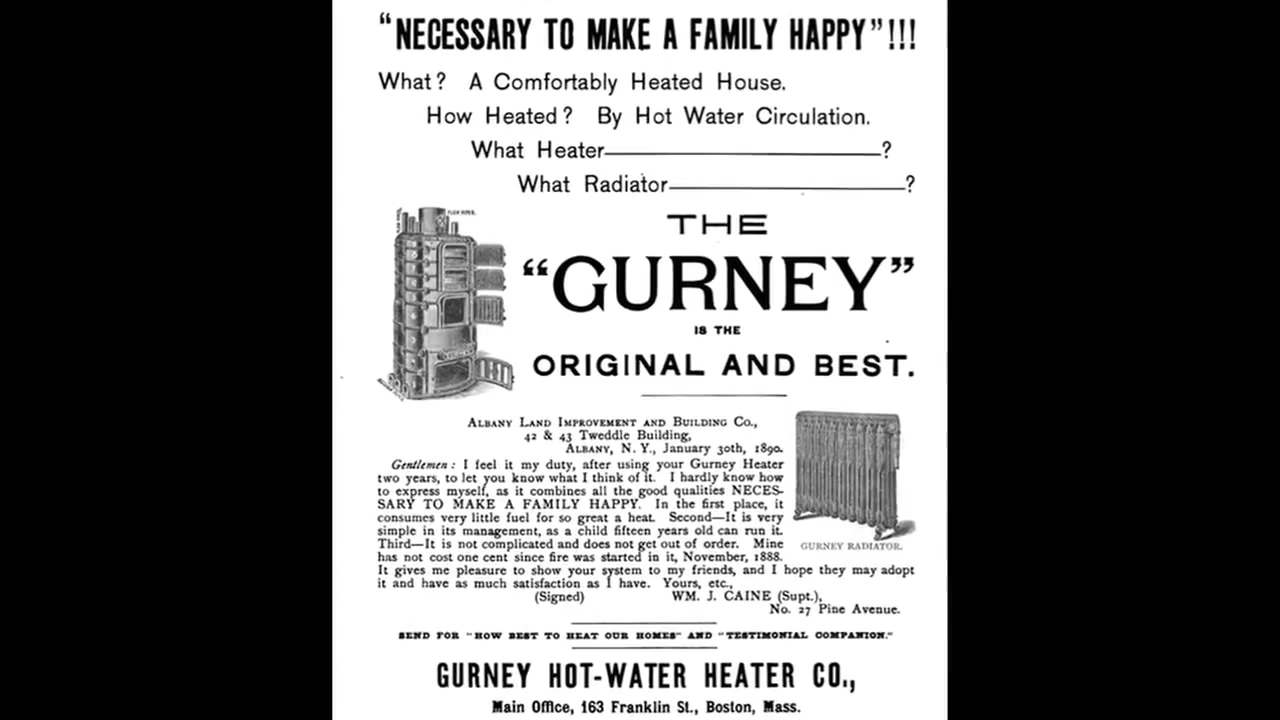 “NECESSARY TO MAKE A FAMILY HAPPY”!!!
What? A Comfortably Heated House.
How Heated? By Hot Water Circulation.
What Heater———?
What Radiator———?
THE
“GURNEY”
IS THE
ORIGINAL AND BEST.
ALBANY LAND IMPROVEMENT AND BUILDING CO.,
42 & 43 Tweddle Building,
ALBANY, N. Y., January 30th, 1890.
Gentlemen: I feel it my duty, after using your Gurney Heater
two years, to let you know what I think of it. I hardly know how
to express myself, as it combines all the good qualities NECES-
SARY TO MAKE A FAMILY HAPPY. In the first place, it
consumes very little fuel for so great a heat. Second—It is very
simple in its management, as a child fifteen years old can run it.
Third—It is not complicated and does not get out of order. Mine
has not cost one cent since fire was started in it, November, 1888.
It gives me pleasure to show your system to my friends, and I hope they may adopt
it and have as much satisfaction as I have. Yours, etc.,
(Signed) WM. J. CAINE (Supt.),
No. 27 Pine Avenue.
GURNEY RADIATOR.
SEND FOR “HOW BEST TO HEAT OUR HOMES” AND “TESTIMONIAL COMPANION.”
GURNEY HOT-WATER HEATER CO.,
Main Office, 163 Franklin St., Boston, Mass.